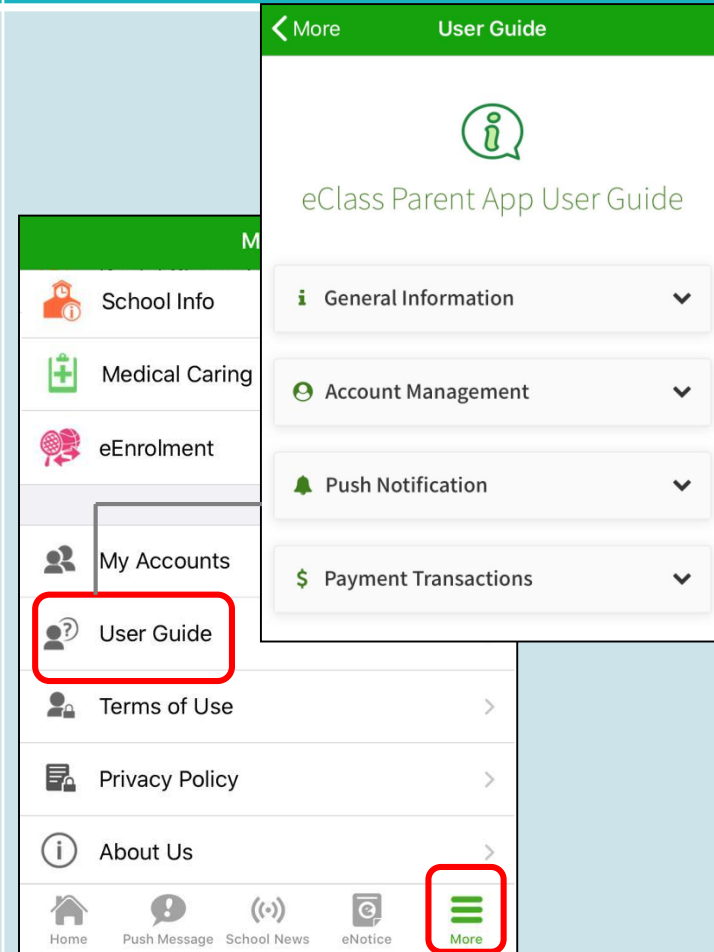 More
User Guide
eClass Parent App User Guide
General Information
Account Management
Push Notification
Payment Transactions
M
School Info
Medical Caring
eEnrolment
My Accounts
User Guide
Terms of Use
Privacy Policy
About Us
Home Push Message School News eNotice More